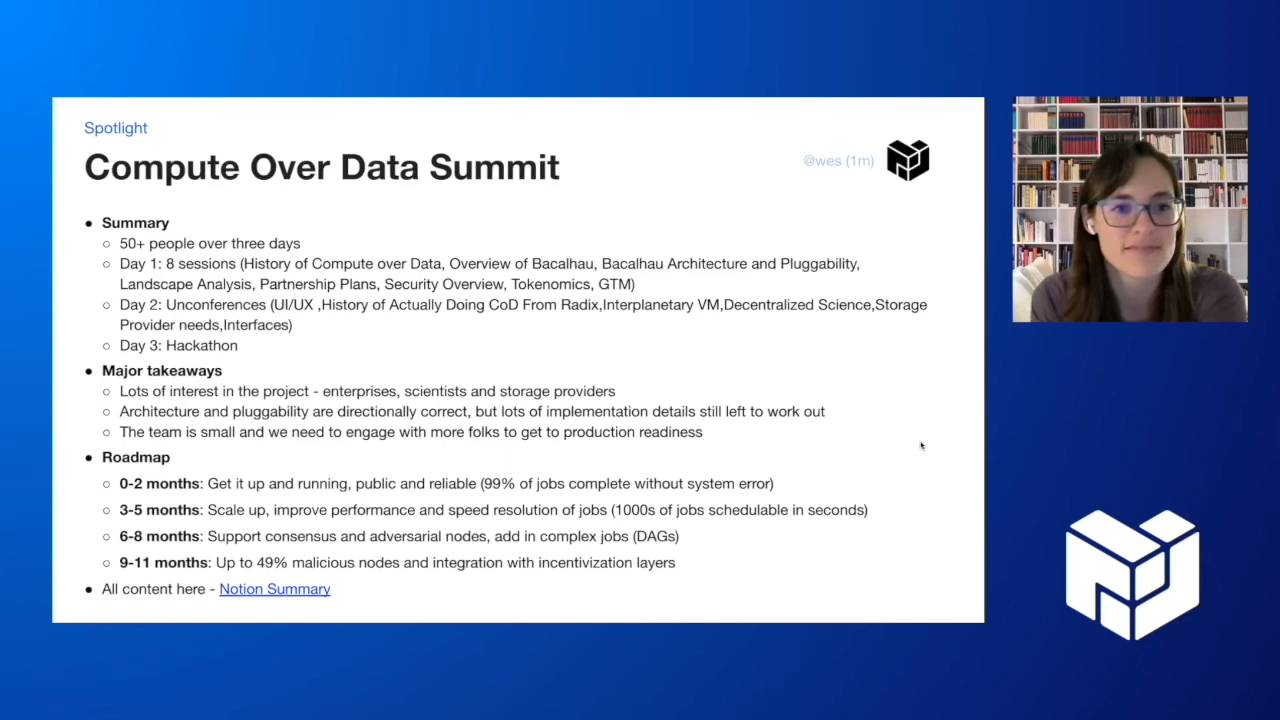 Spotlight
Compute Over Data Summit
@wes (1m)
● Summary
○ 50+ people over three days
○ Day 1: 8 sessions (History of Compute over Data, Overview of Bacalhau, Bacalhau Architecture and Pluggability,
Landscape Analysis, Partnership Plans, Security Overview, Tokenomics, GTM)
○ Day 2: Unconferences (UI/UX ,History of Actually Doing CoD From Radix,Interplanetary VM,Decentralized Science,Storage
Provider needs,Interfaces)
○ Day 3: Hackathon
● Major takeaways
○ Lots of interest in the project - enterprises, scientists and storage providers
○ Architecture and pluggability are directionally correct, but lots of implementation details still left to work out
○ The team is small and we need to engage with more folks to get to production readiness
● Roadmap
○ 0-2 months: Get it up and running, public and reliable (99% of jobs complete without system error)
○ 3-5 months: Scale up, improve performance and speed resolution of jobs (1000s of jobs schedulable in seconds)
○ 6-8 months: Support consensus and adversarial nodes, add in complex jobs (DAGs)
○ 9-11 months: Up to 49% malicious nodes and integration with incentivization layers
● All content here - Notion Summary